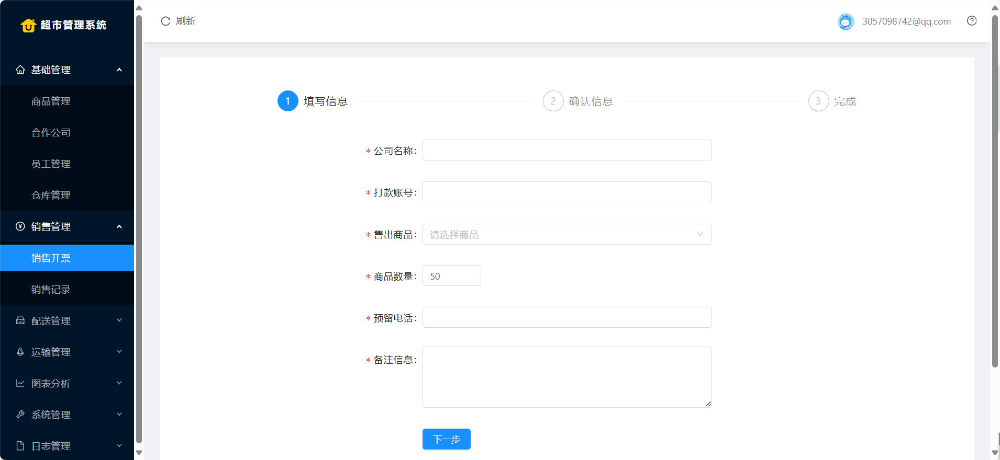 超市管理系统
基础管理
商品管理
合作公司
员工管理
仓库管理
销售管理
销售开票
销售记录
配送管理
运输管理
图表分析
系统管理
日志管理
刷新
3057098742@qq.com
1 填写信息
2 确认信息
3 完成
* 公司名称:
* 打款账号:
* 售出商品: 请选择商品
* 商品数量: 50
* 预留电话:
* 备注信息:
下一步